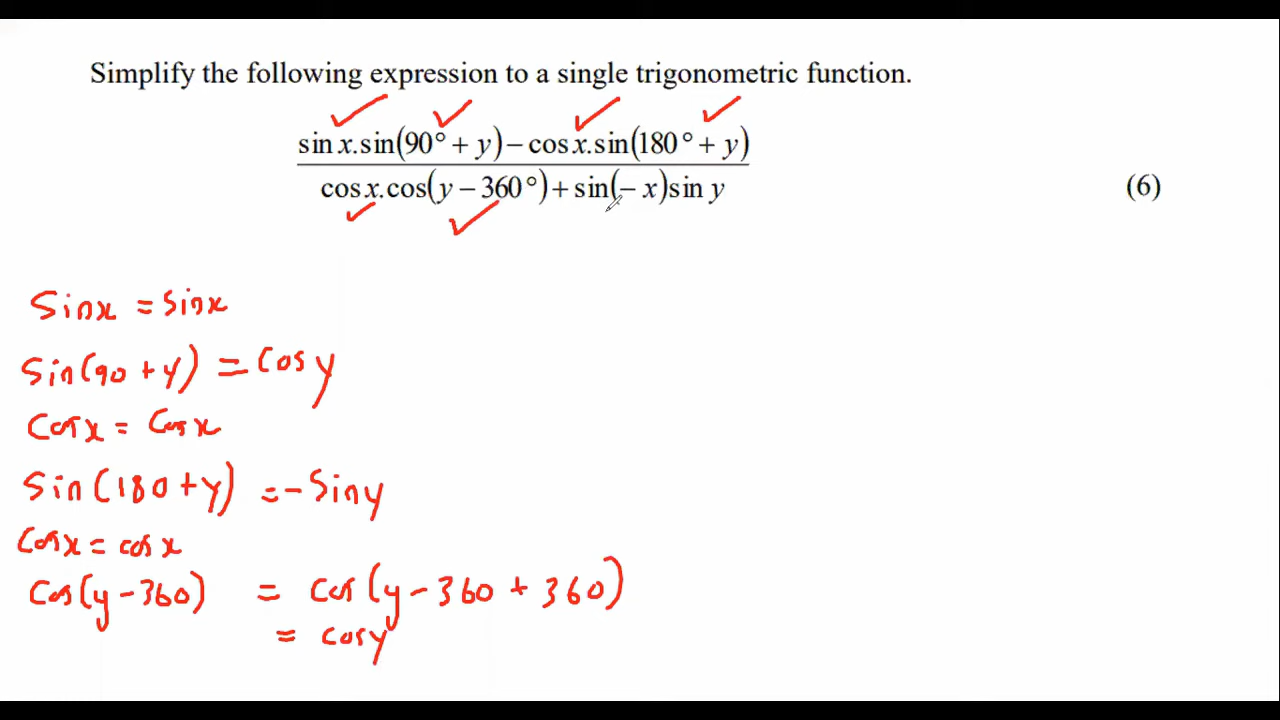 Simplify the following expression to a single trigonometric function.
sin x.sin(90° + y) − cos x.sin(180° + y)
cos x.cos(y − 360°) + sin(− x)sin y
(6)
Sinx = Sinx
Sin(90 + y) = Cosy
Cosx = Cosx
Sin(180 + y) = - Siny
Cosx = cosx
Cos(y - 360) = cos(y - 360 + 360)
= cosy